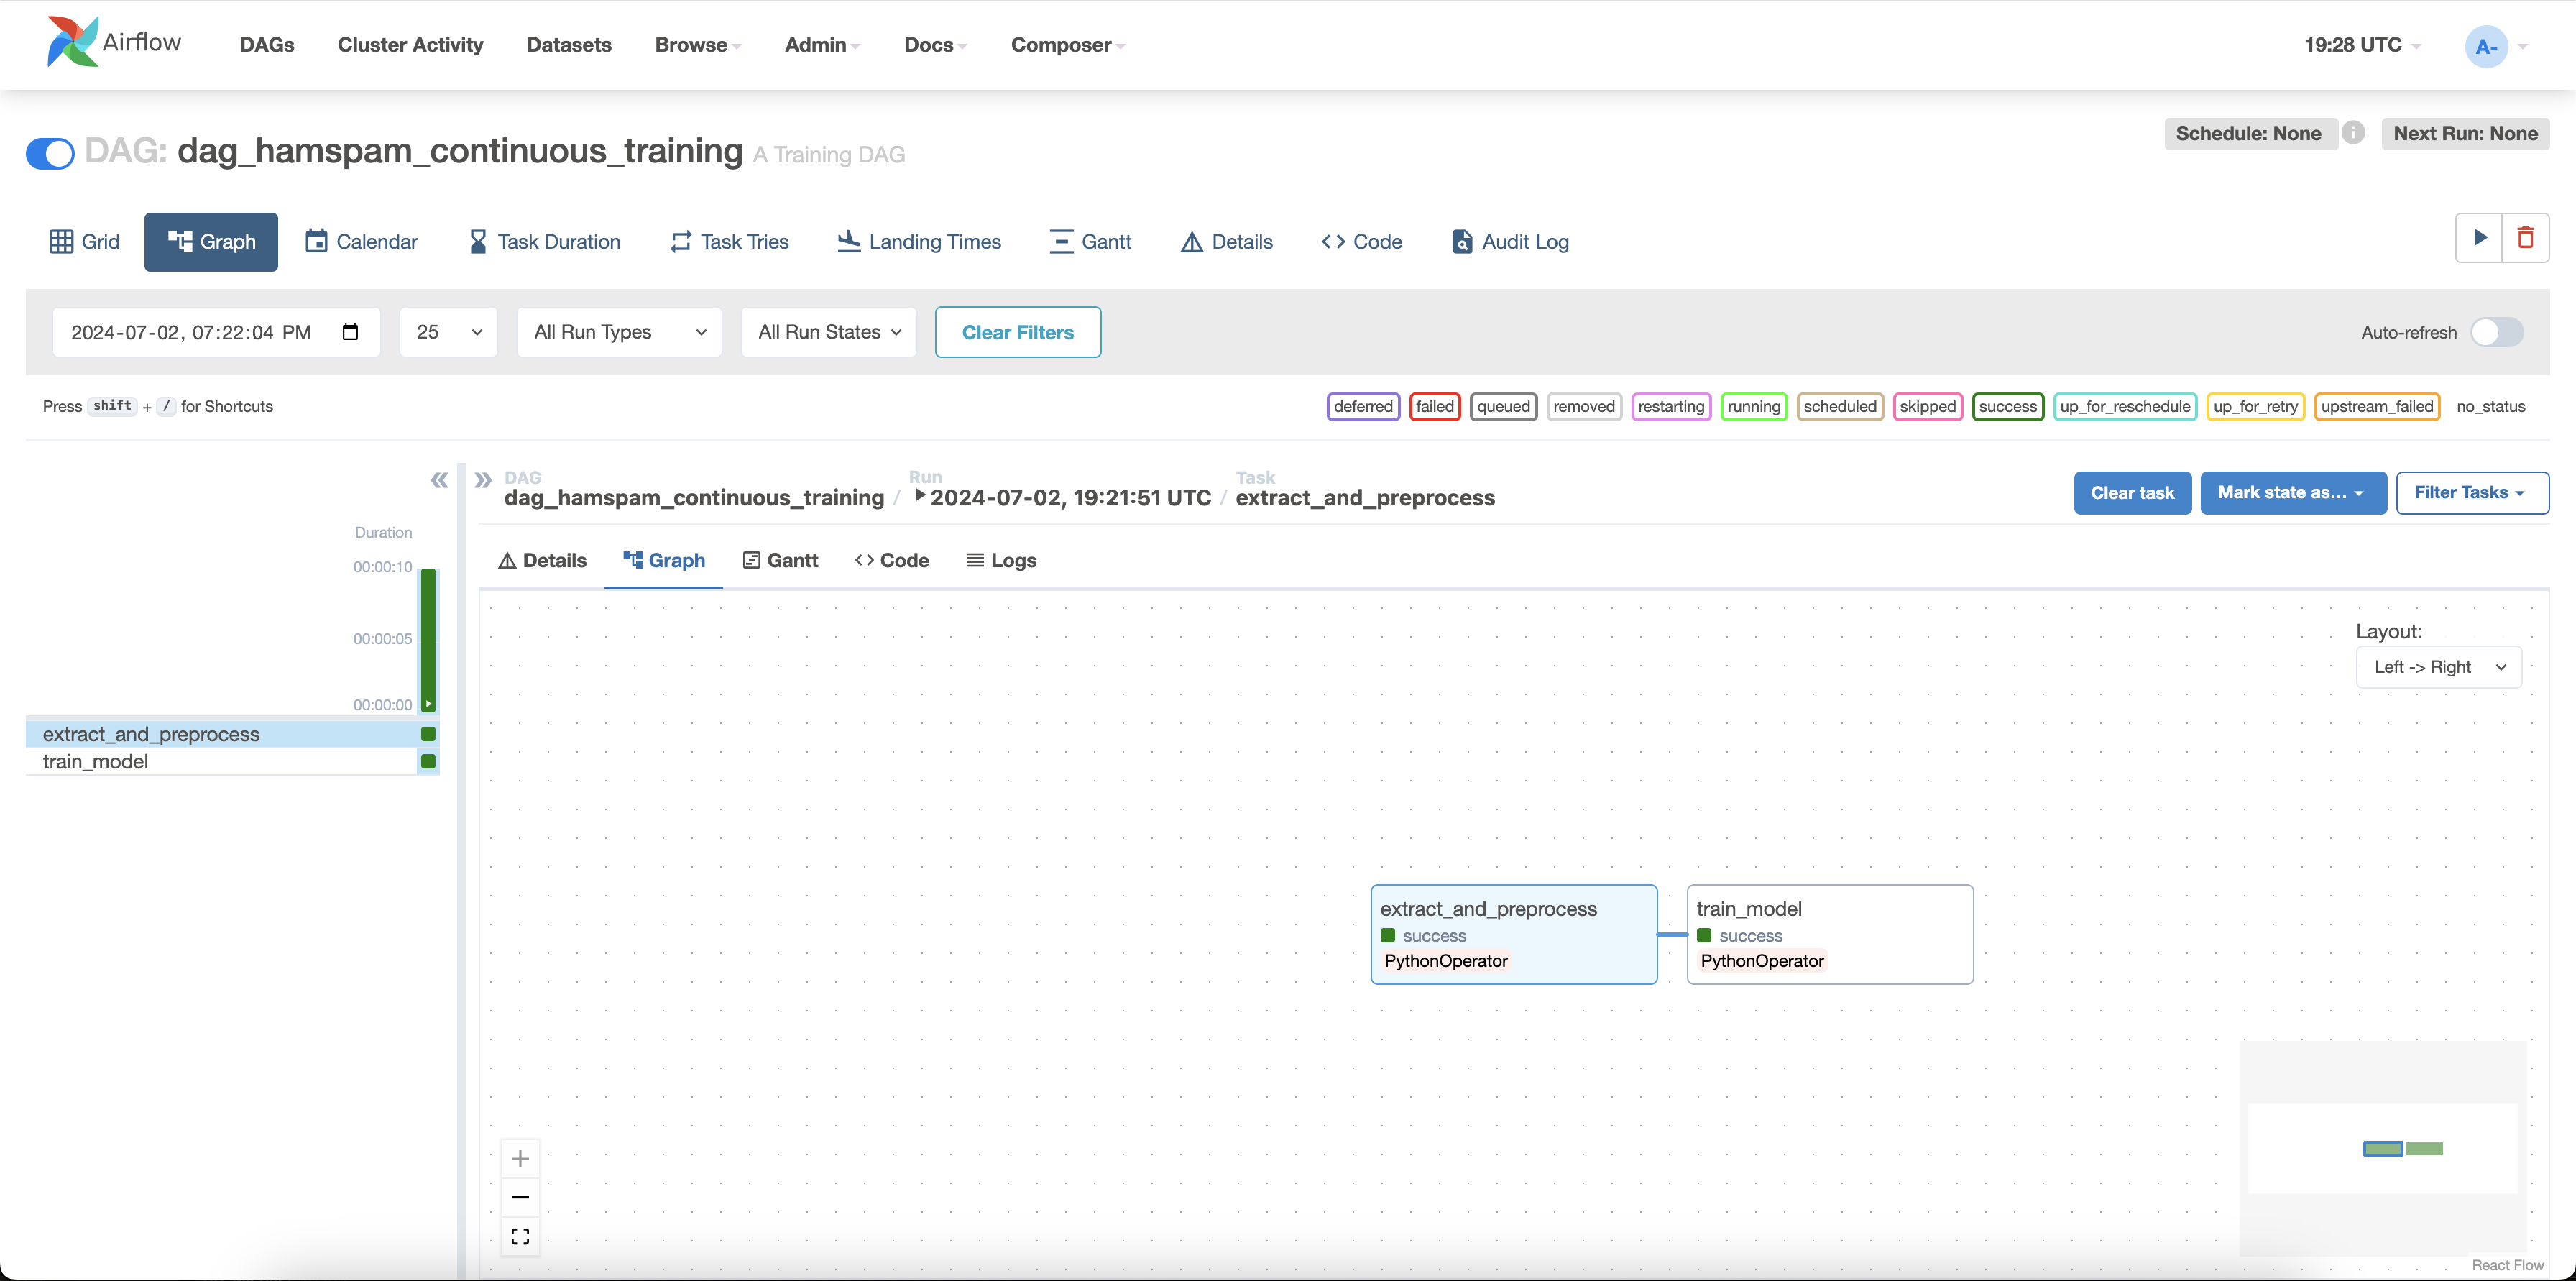 Airflow DAGs Cluster Activity Datasets Browse Admin Docs Composer 19:28 UTC A-
DAG: dag_hamspam_continuous_training A Training DAG
Schedule: None Next Run: None
Grid Graph Calendar Task Duration Task Tries Landing Times Gantt Details Code Audit Log
2024-07-02, 07:22:04 PM 25 All Run Types All Run States Clear Filters Auto-refresh
Press shift + / for Shortcuts
deferred failed queued removed restarting running scheduled skipped success up_for_reschedule up_for_retry upstream_failed no_status
DAG Run Task
dag_hamspam_continuous_training / 2024-07-02, 19:21:51 UTC / extract_and_preprocess
Clear task Mark state as... Filter Tasks
Duration
00:00:10
00:00:05
00:00:00
extract_and_preprocess
train_model
Details Graph Gantt Code Logs
Layout:
Left -> Right
extract_and_preprocess
success
PythonOperator
train_model
success
PythonOperator
React Flow